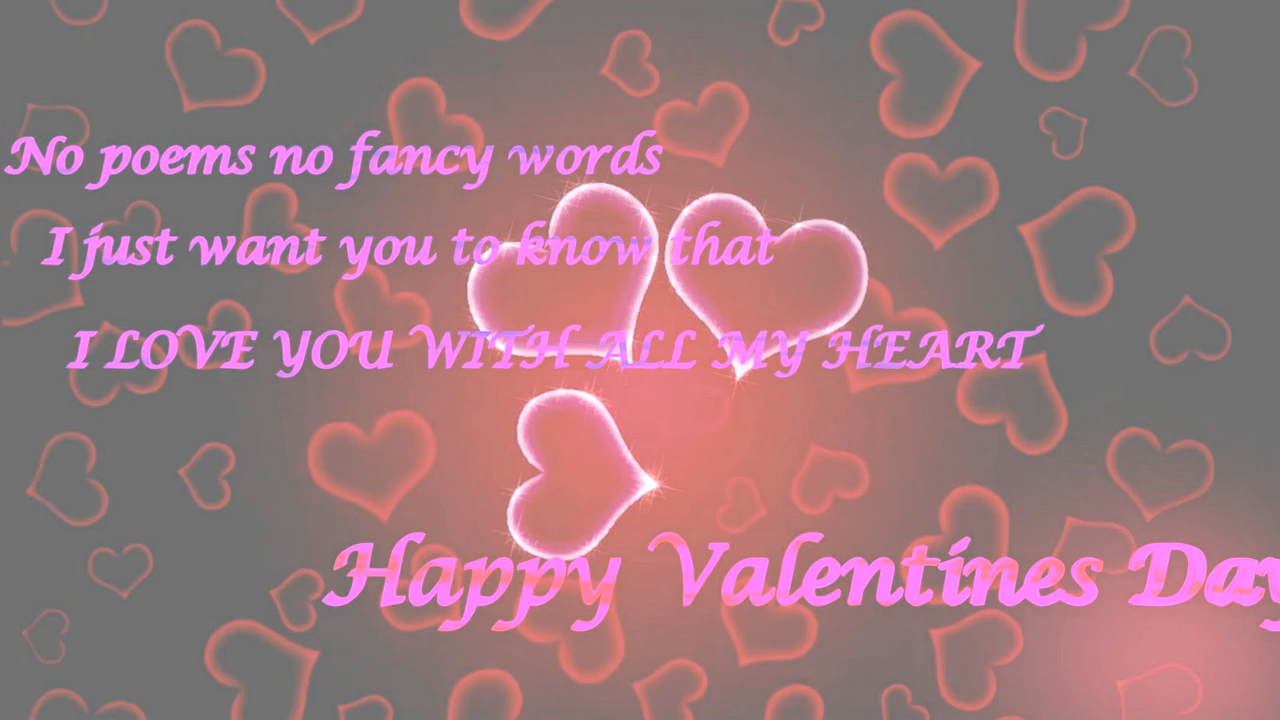 No poems no fancy words
I just want you to know that
I LOVE YOU WITH ALL MY HEART
Happy Valentines Day